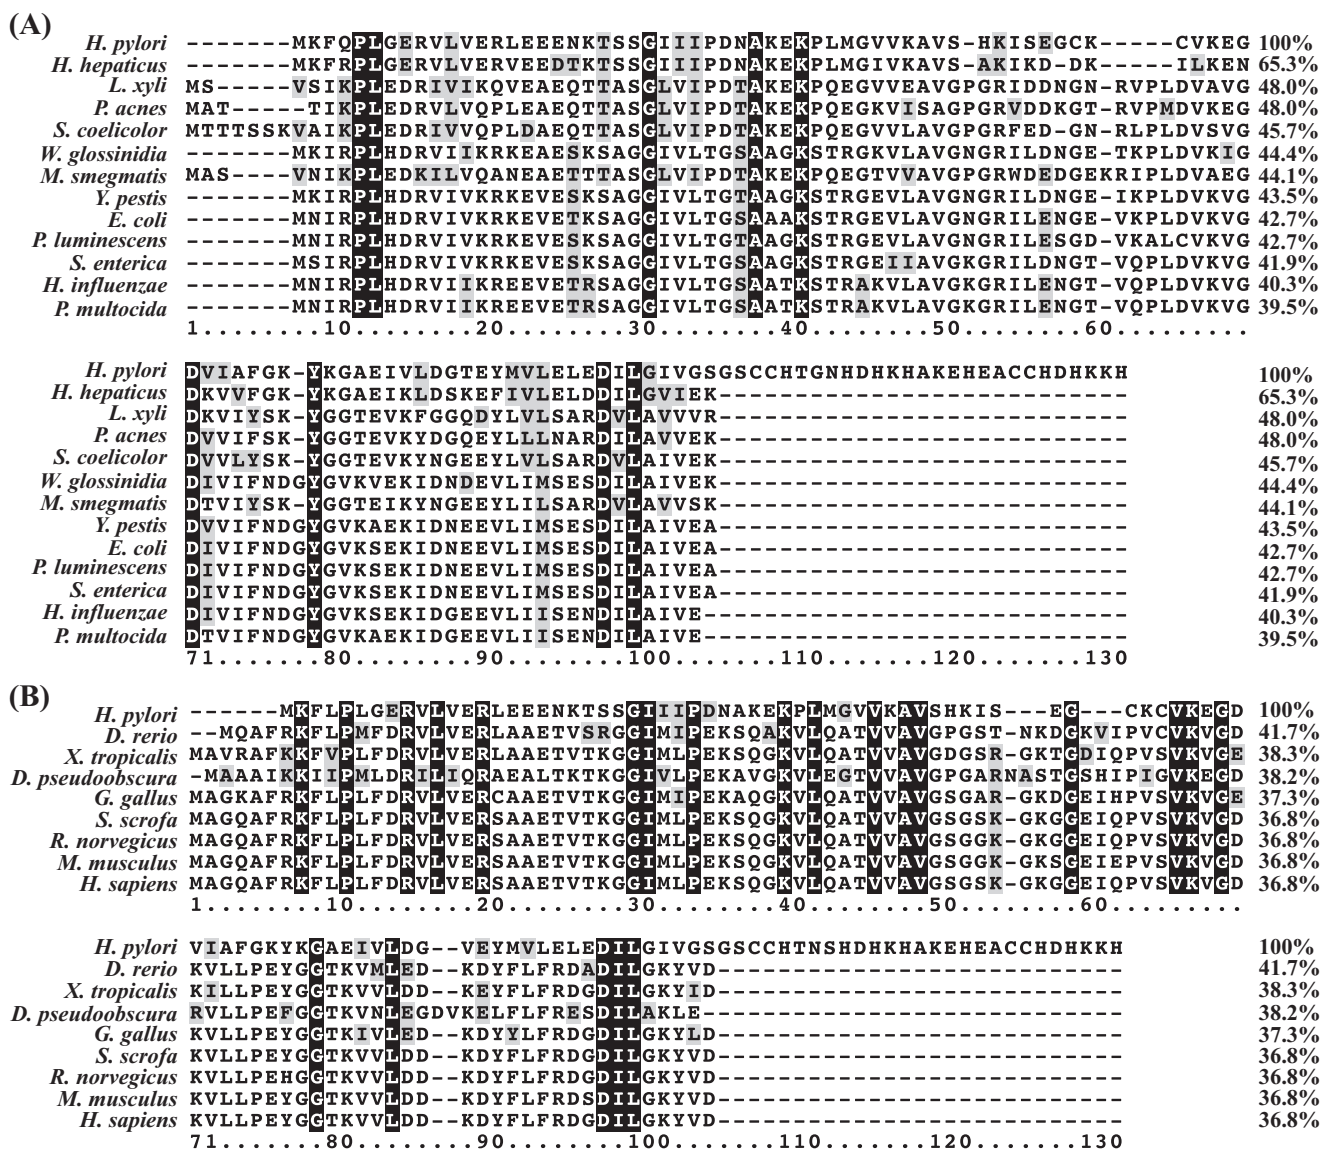 (A)
H. pylori -------MKFQPLGERVLVERLEEENKTSSGIIIPDNAKEKPLMGVVKAVS-HKISEGCK-----CVKEG 100%
H. hepaticus -------MKFRPLGERVLVERVEEDTKTSSGIIIPDNAKEKPLMGIVKAVS-AKIKD-DK-----ILKEN 65.3%
L. xyli MS-----VSIKPLEDRIVIKQVEAEQTTASGLVIPDTAKEKPQEGVVEAVGPGRIDDNGN-RVPLDVAVG 48.0%
P. acnes MAT-----TIKPLEDRVLVQPLEAEQTTASGLVIPDTAKEKPQEGKVISAGPGRVDDKGT-RVPMDVKEG 48.0%
S. coelicolor MTTTSSKVAIKPLEDRIVVQPLDAEQTTASGLVIPDTAKEKPQEGVVLAVGPGRFED-GN-RLPLDVSVG 45.7%
W. glossinidia -------MKIRPLHDRVIIKRKEAESKSAGGIVLTGSAAGKSTRGKVLAVGNGRILDNGE-TKPLDVKIG 44.4%
M. smegmatis MAS----VNIKPLEDKILVQANEAETTTASGLVIPDTAKEKPQEGTVVAVGPGRWDEDGEKRIPLDVAEG 44.1%
Y. pestis -------MKIRPLHDRVIVKRKEVESKSAGGIVLTGTAAGKSTRGEVLAVGNGRILDNGE-IKPLDVKVG 43.5%
E. coli -------MNIRPLHDRVIVKRKEVETKSAGGIVLTGSAAAKSTRGEVLAVGNGRILENGE-VKPLDVKVG 42.7%
P. luminescens -------MNIRPLHDRVIVKRKEVESKSAGGIVLTGTAAGKSTRGEVLAVGNGRILESGD-VKALCVKVG 42.7%
S. enterica -------MSIRPLHDRVIVKRKEVESKSAGGIVLTGSAAGKSTRGEIIAVGKGRILDNGT-VQPLDVKVG 41.9%
H. influenzae -------MNIRPLHDRVIIKREEVETRSAGGIVLTGSAATKSTRAKVLAVGKGRILENGT-VQPLDVKVG 40.3%
P. multocida -------MNIRPLHDRVIIKREEVETRSAGGIVLTGSAATKSTRAKVLAVGKGRILENGT-VQPLDVKVG 39.5%
1........10........20........30........40........50........60.........
H. pylori DVIAFGK-YKGAEIVLDGTEYMVLELEDILGIVGSGSCCHTGNHDHKHAKEHEACCHDHKKH 100%
H. hepaticus DKVVFGK-YKGAEIKLDSKEFIVLELDDILGVIEK--------------------------- 65.3%
L. xyli DKVIYSK-YGGTEVKFGGQDYLVLSARDVLAVVVR--------------------------- 48.0%
P. acnes DVVIFSK-YGGTEVKYDGQEYLLLNARDILAVVEK--------------------------- 48.0%
S. coelicolor DVVLYSK-YGGTEVKYNGEEYLVLSARDVLAIVEK--------------------------- 45.7%
W. glossinidia DIVIFNDGYGVKVEKIDNDEVLIMSESDILAIVEK--------------------------- 44.4%
M. smegmatis DTVIYSK-YGGTEIKYNGEEYLILSARDVLAVVSK--------------------------- 44.1%
Y. pestis DVVIFNDGYGVKAEKIDNEEVLIMSESDILAIVEA--------------------------- 43.5%
E. coli DIVIFNDGYGVKSEKIDNEEVLIMSESDILAIVEA--------------------------- 42.7%
P. luminescens DIVIFNDGYGVKSEKIDNEEVLIMSESDILAIVEA--------------------------- 42.7%
S. enterica DIVIFNDGYGVKSEKIDNEEVLIMSESDILAIVEA--------------------------- 41.9%
H. influenzae DIVIFNDGYGVKSEKIDGEEVLIISENDILAIVE---------------------------- 40.3%
P. multocida DTVIFNDGYGVKAEKIDGEEVLIISENDILAIVE---------------------------- 39.5%
71.......80........90........100.......110.......120.......130
(B)
H. pylori ------MKFLPLGERVLVERLEEENKTSSGIIIPDNAKEKPLMGVVKAVSHKIS---EG---CKCVKEGD 100%
D. rerio --MQAFRKFLPMFDRVLVERLAAETVSRGGIMIPEKSQAKVLQATVVAVGPGST-NKDGKVIPVCVKVGD 41.7%
X. tropicalis MAVRAFKKFVPLFDRVLVERLAAETVTKGGIMLPEKSQGKVLQATVVAVGDGSR-GKTGDIQPVSVKVGE 38.3%
D. pseudoobscura -MAAAIKKIIPMLDRILIQRAEALTKTKGGIVLPEKAVGKVLEGTVVAVGPGARNASTGSHIPIGVKEGD 38.2%
G. gallus MAGKAFRKFLPLFDRVLVERCAAETVTKGGIMIPEKAQGKVLQATVVAVGSGAR-GKDGEIHPVSVKVGE 37.3%
S. scrofa MAGQAFRKFLPLFDRVLVERSAAETVTKGGIMLPEKSQGKVLQATVVAVGSGSK-GKGGEIQPVSVKVGD 36.8%
R. norvegicus MAGQAFRKFLPLFDRVLVERSAAETVTKGGIMLPEKSQGKVLQATVVAVGSGGK-GKGGEIQPVSVKVGD 36.8%
M. musculus MAGQAFRKFLPLFDRVLVERSAAETVTKGGIMLPEKSQGKVLQATVVAVGSGGK-GKSGEIEPVSVKVGD 36.8%
H. sapiens MAGQAFRKFLPLFDRVLVERSAAETVTKGGIMLPEKSQGKVLQATVVAVGSGSK-GKGGEIQPVSVKVGD 36.8%
1........10........20........30........40........50........60.........
H. pylori VIAFGKYKGAEIVLDG--VEYMVLELEDILGIVGSGSCCHTNSHDHKHAKEHEACCHDHKKH 100%
D. rerio KVLLPEYGGTKVMLED--KDYFLFRDADILGKYVD--------------------------- 41.7%
X. tropicalis KILLPEYGGTKVVLDD--KEYFLFRDGDILGKYID--------------------------- 38.3%
D. pseudoobscura RVLLPEFGGTKVNLEGDVKELFLFRESDILAKLE---------------------------- 38.2%
G. gallus KVLLPEYGGTKIVLED--KDYYLFRDGDILGKYLD--------------------------- 37.3%
S. scrofa KVLLPEYGGTKVVLDD--KDYFLFRDGDILGKYVD--------------------------- 36.8%
R. norvegicus KVLLPEHGGTKVVLDD--KDYFLFRDGDILGKYVD--------------------------- 36.8%
M. musculus KVLLPEYGGTKVVLDD--KDYFLFRDSDILGKYVD--------------------------- 36.8%
H. sapiens KVLLPEYGGTKVVLDD--KDYFLFRDGDILGKYVD--------------------------- 36.8%
71.......80........90........100.......110.......120.......130